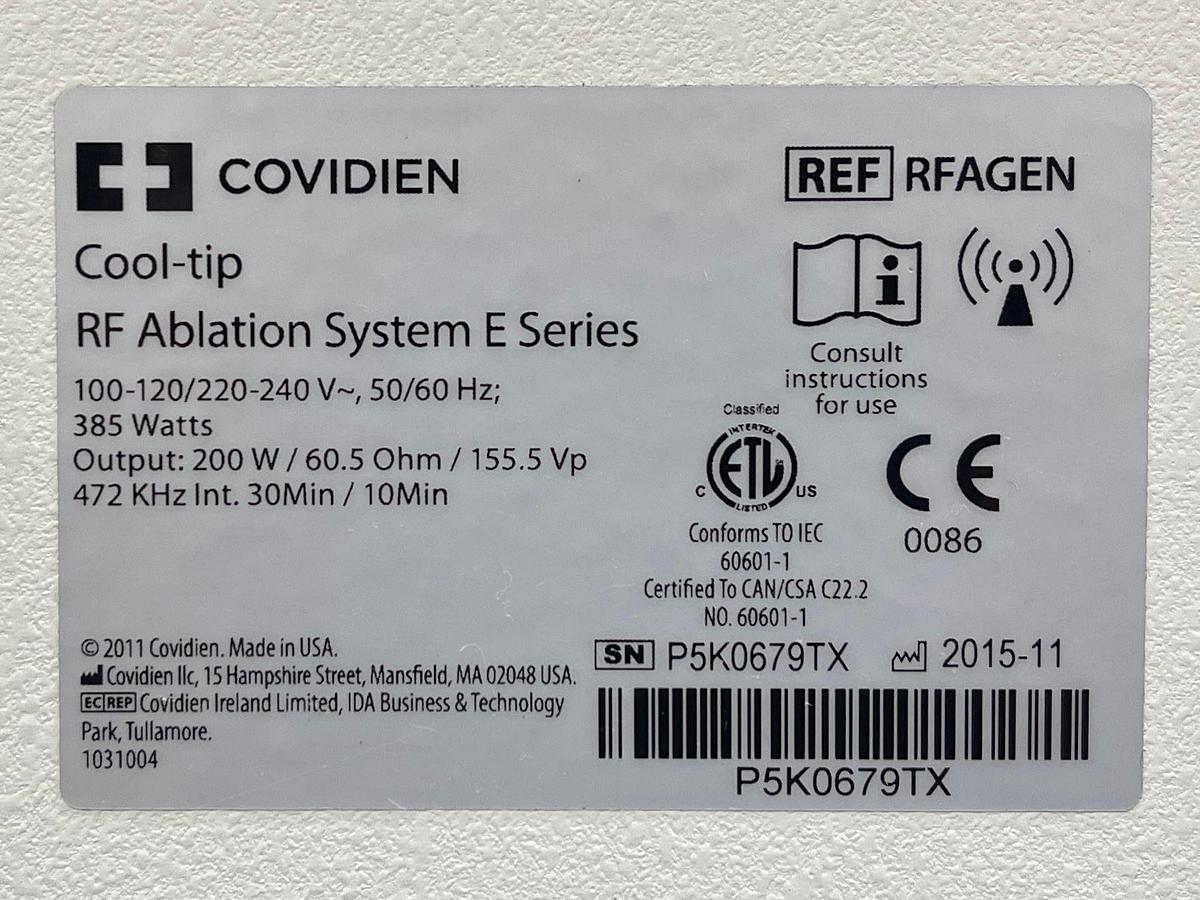 COVIDIEN
Cool-tip
RF Ablation System E Series
100-120/220-240 V~, 50/60 Hz;
385 Watts
Output: 200 W / 60.5 Ohm / 155.5 Vp
472 KHz Int. 30Min / 10Min
REF RFAGEN
i
Consult
instructions
for use
Classified
INTERTEK
ETL
C US
LISTED
Conforms TO IEC
60601-1
Certified To CAN/CSA C22.2
NO. 60601-1
CE
0086
© 2011 Covidien. Made in USA.
Covidien llc, 15 Hampshire Street, Mansfield, MA 02048 USA.
EC REP Covidien Ireland Limited, IDA Business & Technology
Park, Tullamore.
1031004
SN P5K0679TX 2015-11
P5K0679TX